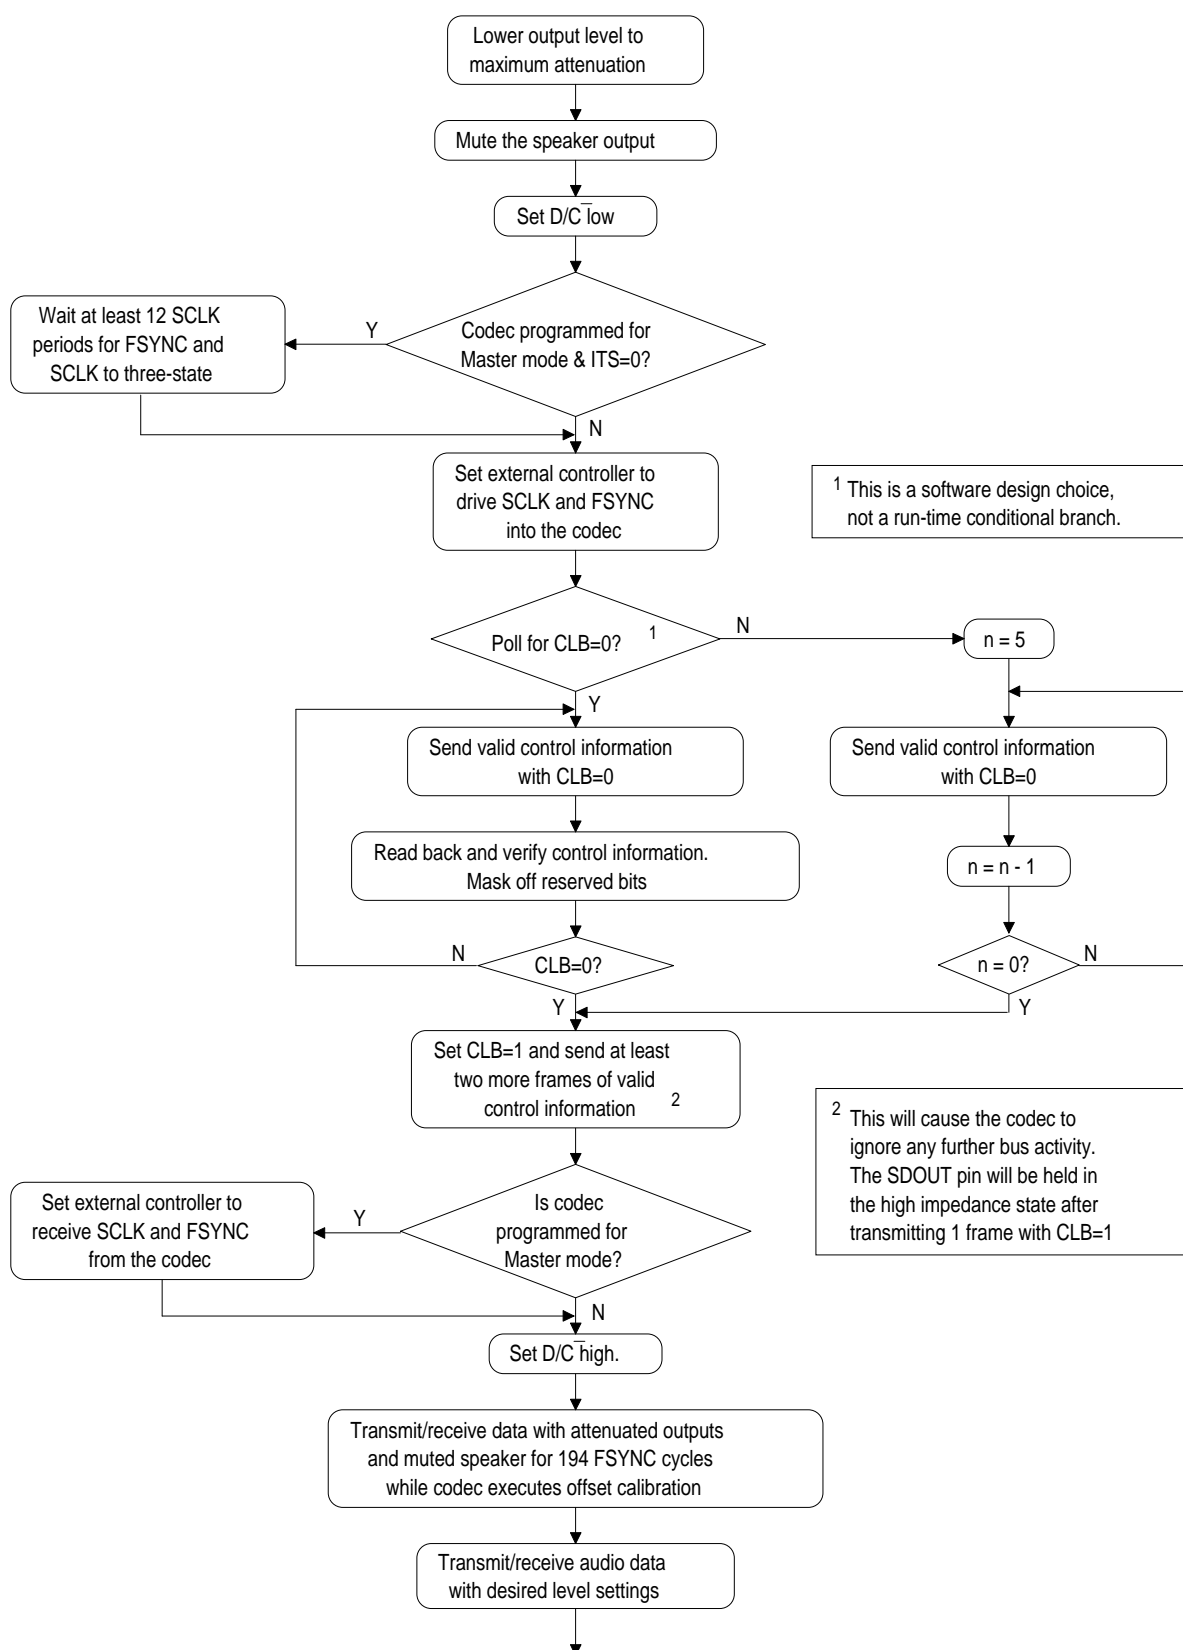 Lower output level to
maximum attenuation
Mute the speaker output
Set D/C̅ low
Codec programmed for
Master mode & ITS=0?
Y
Wait at least 12 SCLK
periods for FSYNC and
SCLK to three-state
N
Set external controller to
drive SCLK and FSYNC
into the codec
1 This is a software design choice,
not a run-time conditional branch.
Poll for CLB=0? 1
N
n = 5
Y
Send valid control information
with CLB=0
Send valid control information
with CLB=0
Read back and verify control information.
Mask off reserved bits
n = n - 1
N
CLB=0?
n = 0?
N
Y
Y
Set CLB=1 and send at least
two more frames of valid
control information 2
2 This will cause the codec to
ignore any further bus activity.
The SDOUT pin will be held in
the high impedance state after
transmitting 1 frame with CLB=1
Is codec
programmed for
Master mode?
Y
Set external controller to
receive SCLK and FSYNC
from the codec
N
Set D/C̅ high.
Transmit/receive data with attenuated outputs
and muted speaker for 194 FSYNC cycles
while codec executes offset calibration
Transmit/receive audio data
with desired level settings